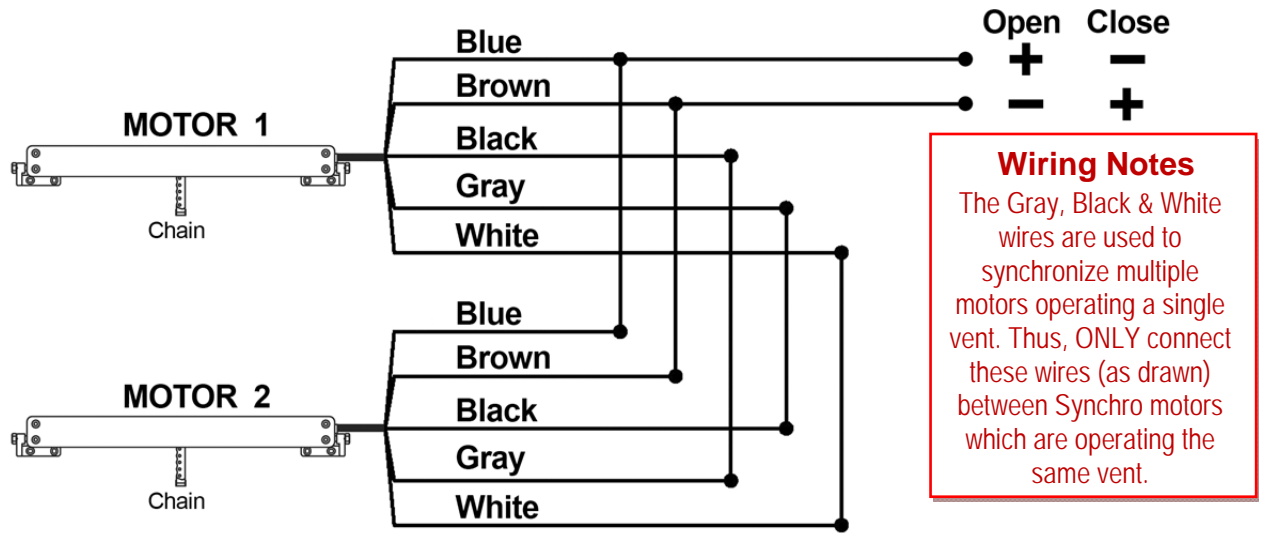 Open Close
+ −
− +
Blue
Brown
MOTOR 1
Black
Gray
White
Chain
Blue
Brown
MOTOR 2
Black
Gray
White
Chain
Wiring Notes
The Gray, Black & White
wires are used to
synchronize multiple
motors operating a single
vent. Thus, ONLY connect
these wires (as drawn)
between Synchro motors
which are operating the
same vent.